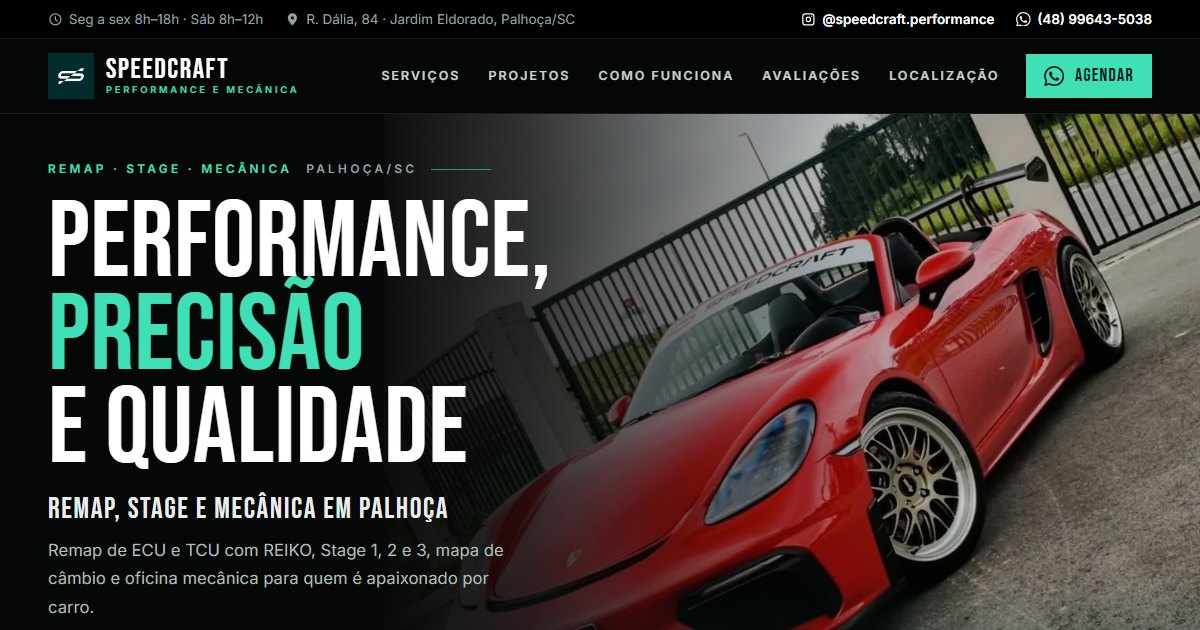 Seg a sex 8h–18h · Sáb 8h–12h
R. Dália, 84 · Jardim Eldorado, Palhoça/SC
@speedcraft.performance
(48) 99643-5038
SPEEDCRAFT
PERFORMANCE E MECÂNICA
SERVIÇOS
PROJETOS
COMO FUNCIONA
AVALIAÇÕES
LOCALIZAÇÃO
AGENDAR
REMAP · STAGE · MECÂNICA PALHOÇA/SC
PERFORMANCE,
PRECISÃO
E QUALIDADE
SPEEDCRAFT
REMAP, STAGE E MECÂNICA EM PALHOÇA
Remap de ECU e TCU com REIKO, Stage 1, 2 e 3, mapa de
câmbio e oficina mecânica para quem é apaixonado por
carro.